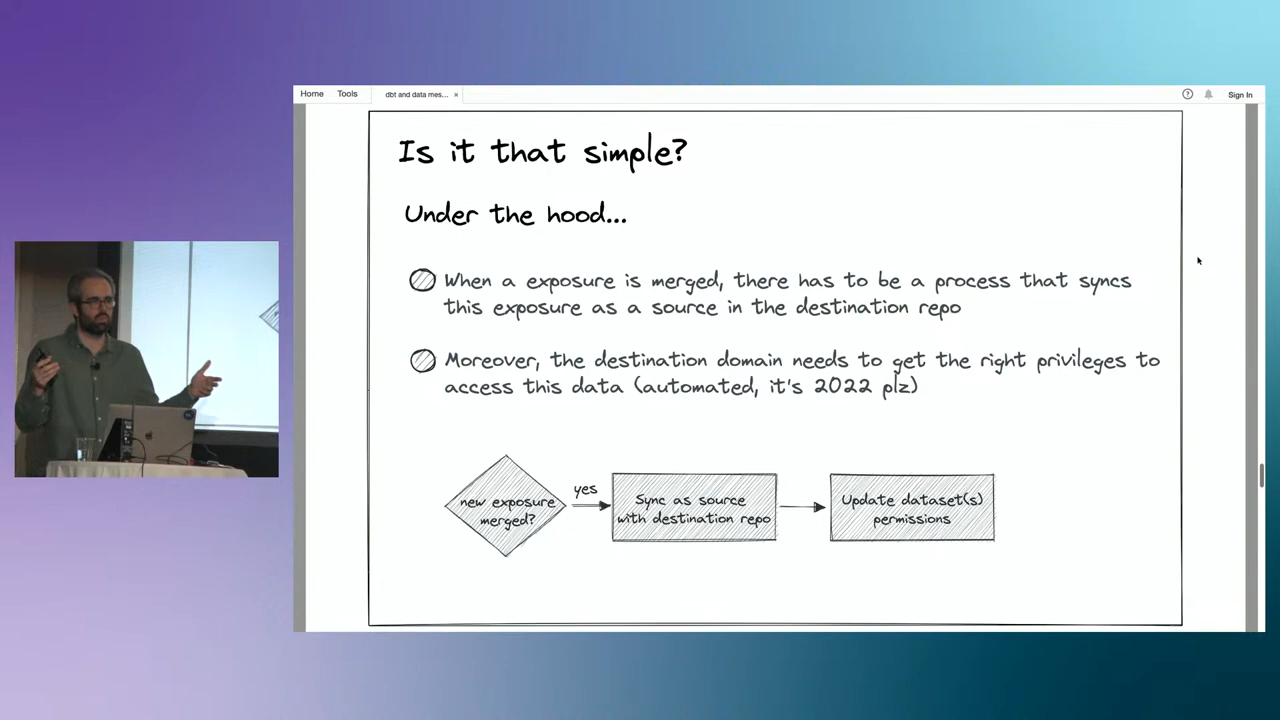 Home Tools dbt and data mes... × ? Sign In
Is it that simple?
Under the hood...
When a exposure is merged, there has to be a process that syncs
this exposure as a source in the destination repo
Moreover, the destination domain needs to get the right privileges to
access this data (automated, it's 2022 plz)
new exposure
merged?
yes
Sync as source
with destination repo
Update dataset(s)
permissions